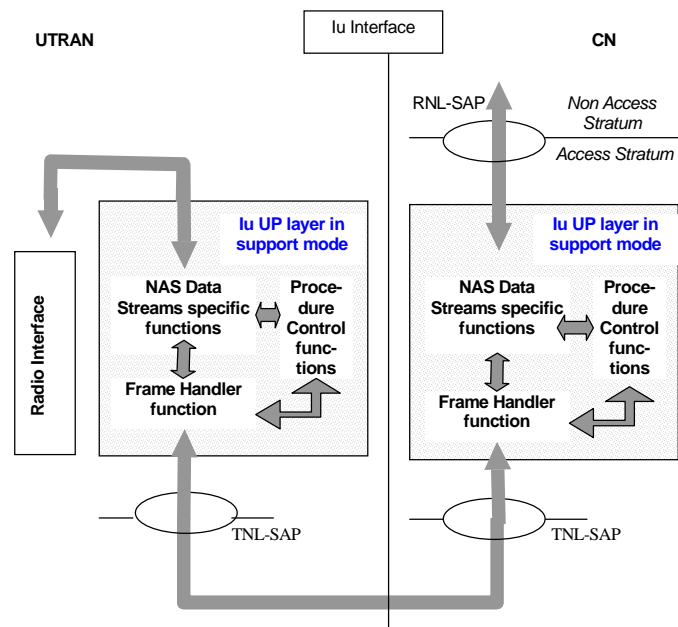 UTRAN
Iu Interface
CN
RNL-SAP
Non Access
Stratum
Access Stratum
Iu UP layer in
support mode
NAS Data
Streams specific
functions
Proce-
dure
Control
func-
tions
Frame Handler
function
Radio Interface
TNL-SAP
Iu UP layer in
support mode
NAS Data
Streams specific
functions
Proce-
dure
Control
func-
tions
Frame Handler
function
TNL-SAP